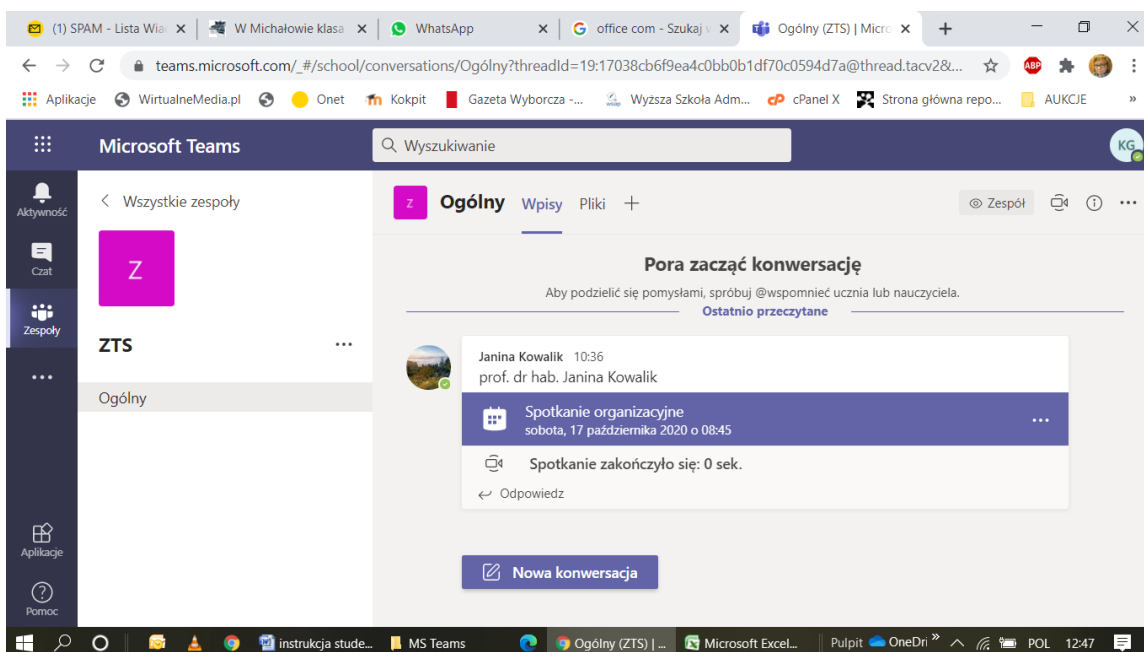 (1) SPAM - Lista Wia
W Michałowie klasa
WhatsApp
office com - Szukaj
Ogólny (ZTS) | Micro
teams.microsoft.com/_#/school/conversations/Ogólny?threadId=19:17038cb6f9ea4c0bb0b1df70c0594d7a@thread.tacv2&...
ABP
Aplikacje
WirtualneMedia.pl
Onet
Kokpit
Gazeta Wyborcza -...
Wyższa Szkoła Adm...
cPanel X
Strona główna repo...
AUKCJE
»
Microsoft Teams
Wyszukiwanie
KG
Aktywność
Czat
Zespoły
Aplikacje
Pomoc
Wszystkie zespoły
Z
ZTS
Ogólny
Z Ogólny Wpisy Pliki
Zespół
Pora zacząć konwersację
Aby podzielić się pomysłami, spróbuj @wspomnieć ucznia lub nauczyciela.
Ostatnio przeczytane
Janina Kowalik 10:36
prof. dr hab. Janina Kowalik
Spotkanie organizacyjne
sobota, 17 października 2020 o 08:45
Spotkanie zakończyło się: 0 sek.
Odpowiedz
Nowa konwersacja
instrukcja stude...
MS Teams
Ogólny (ZTS) | ...
Microsoft Excel...
Pulpit
OneDri »
POL
12:47